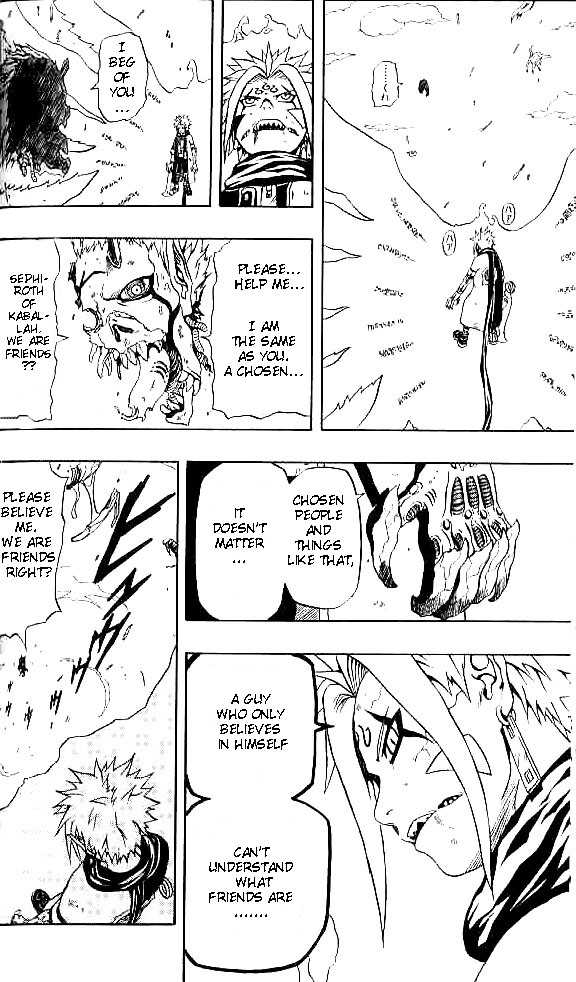 I
BEG
OF YOU
...
PLEASE...
HELP ME...
I AM
THE SAME
AS YOU.
A CHOSEN...
SEPHI-
ROTH
OF
KABAL-
LAH.
WE ARE
FRIENDS
??
CHOSEN
PEOPLE
AND
THINGS
LIKE THAT,
IT
DOESN'T
MATTER
...
PLEASE
BELIEVE
ME.
WE ARE
FRIENDS
RIGHT?
A GUY
WHO ONLY
BELIEVES
IN HIMSELF
CAN'T
UNDERSTAND
WHAT
FRIENDS ARE
.......